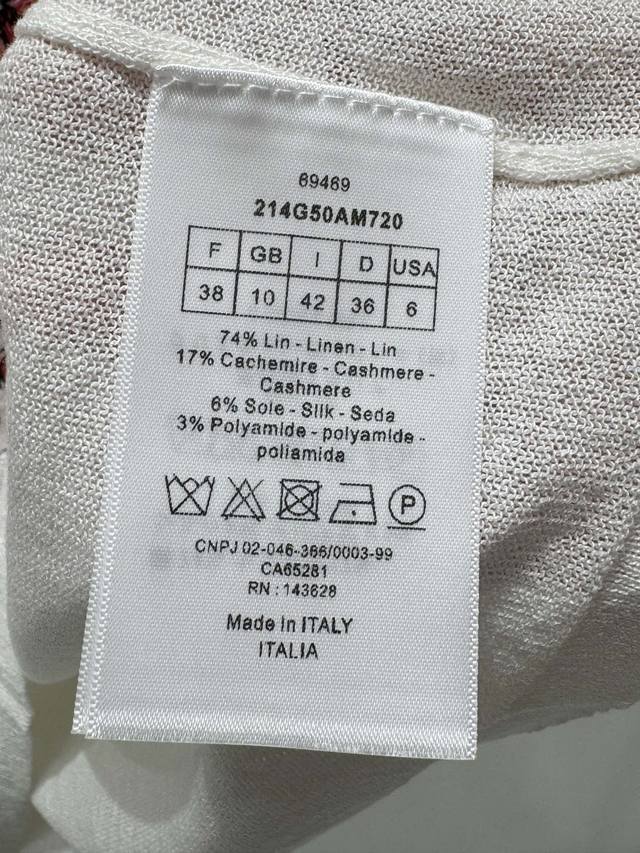 69469
214G50AM720
F GB I D USA
38 10 42 36 6
74% Lin - Linen - Lin
17% Cachemire - Cashmere -
Cashmere
6% Soie - Silk - Seda
3% Polyamide - polyamide -
poliamida
P
CNPJ 02-046-366/0003-99
CA65281
RN : 143628
Made in ITALY
ITALIA